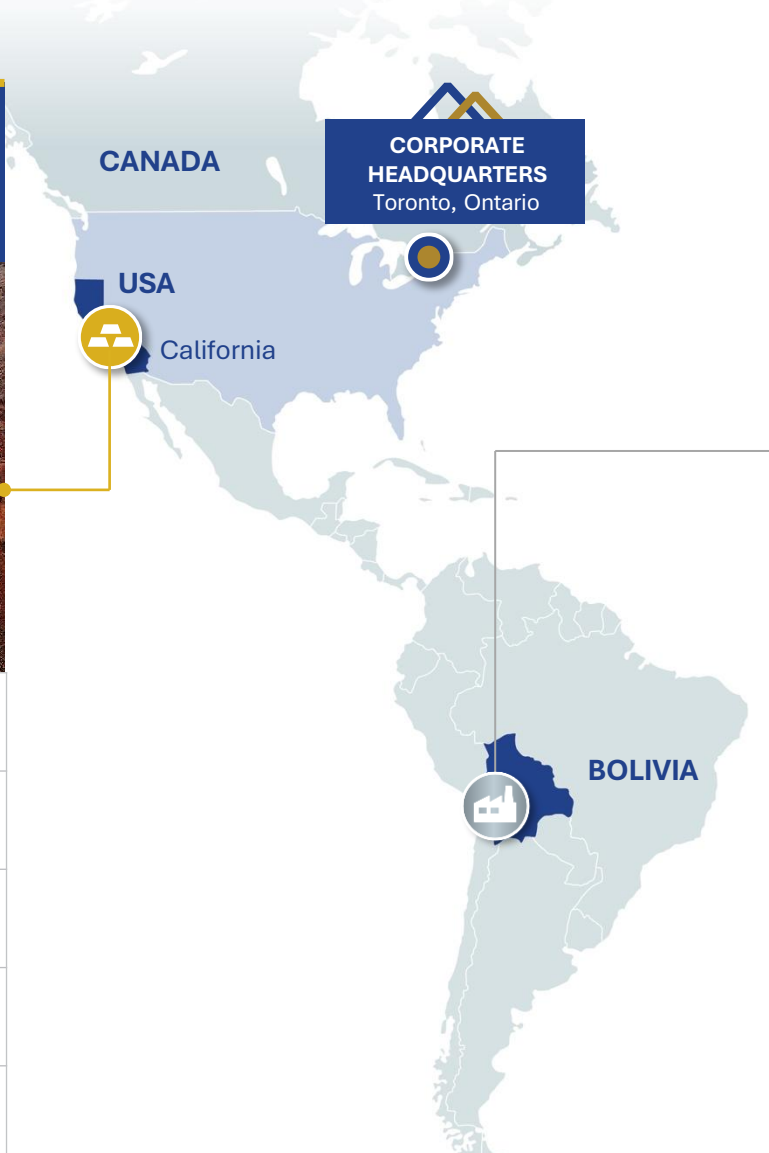 CANADA
CORPORATE
HEADQUARTERS
Toronto, Ontario
USA
California
BOLIVIA